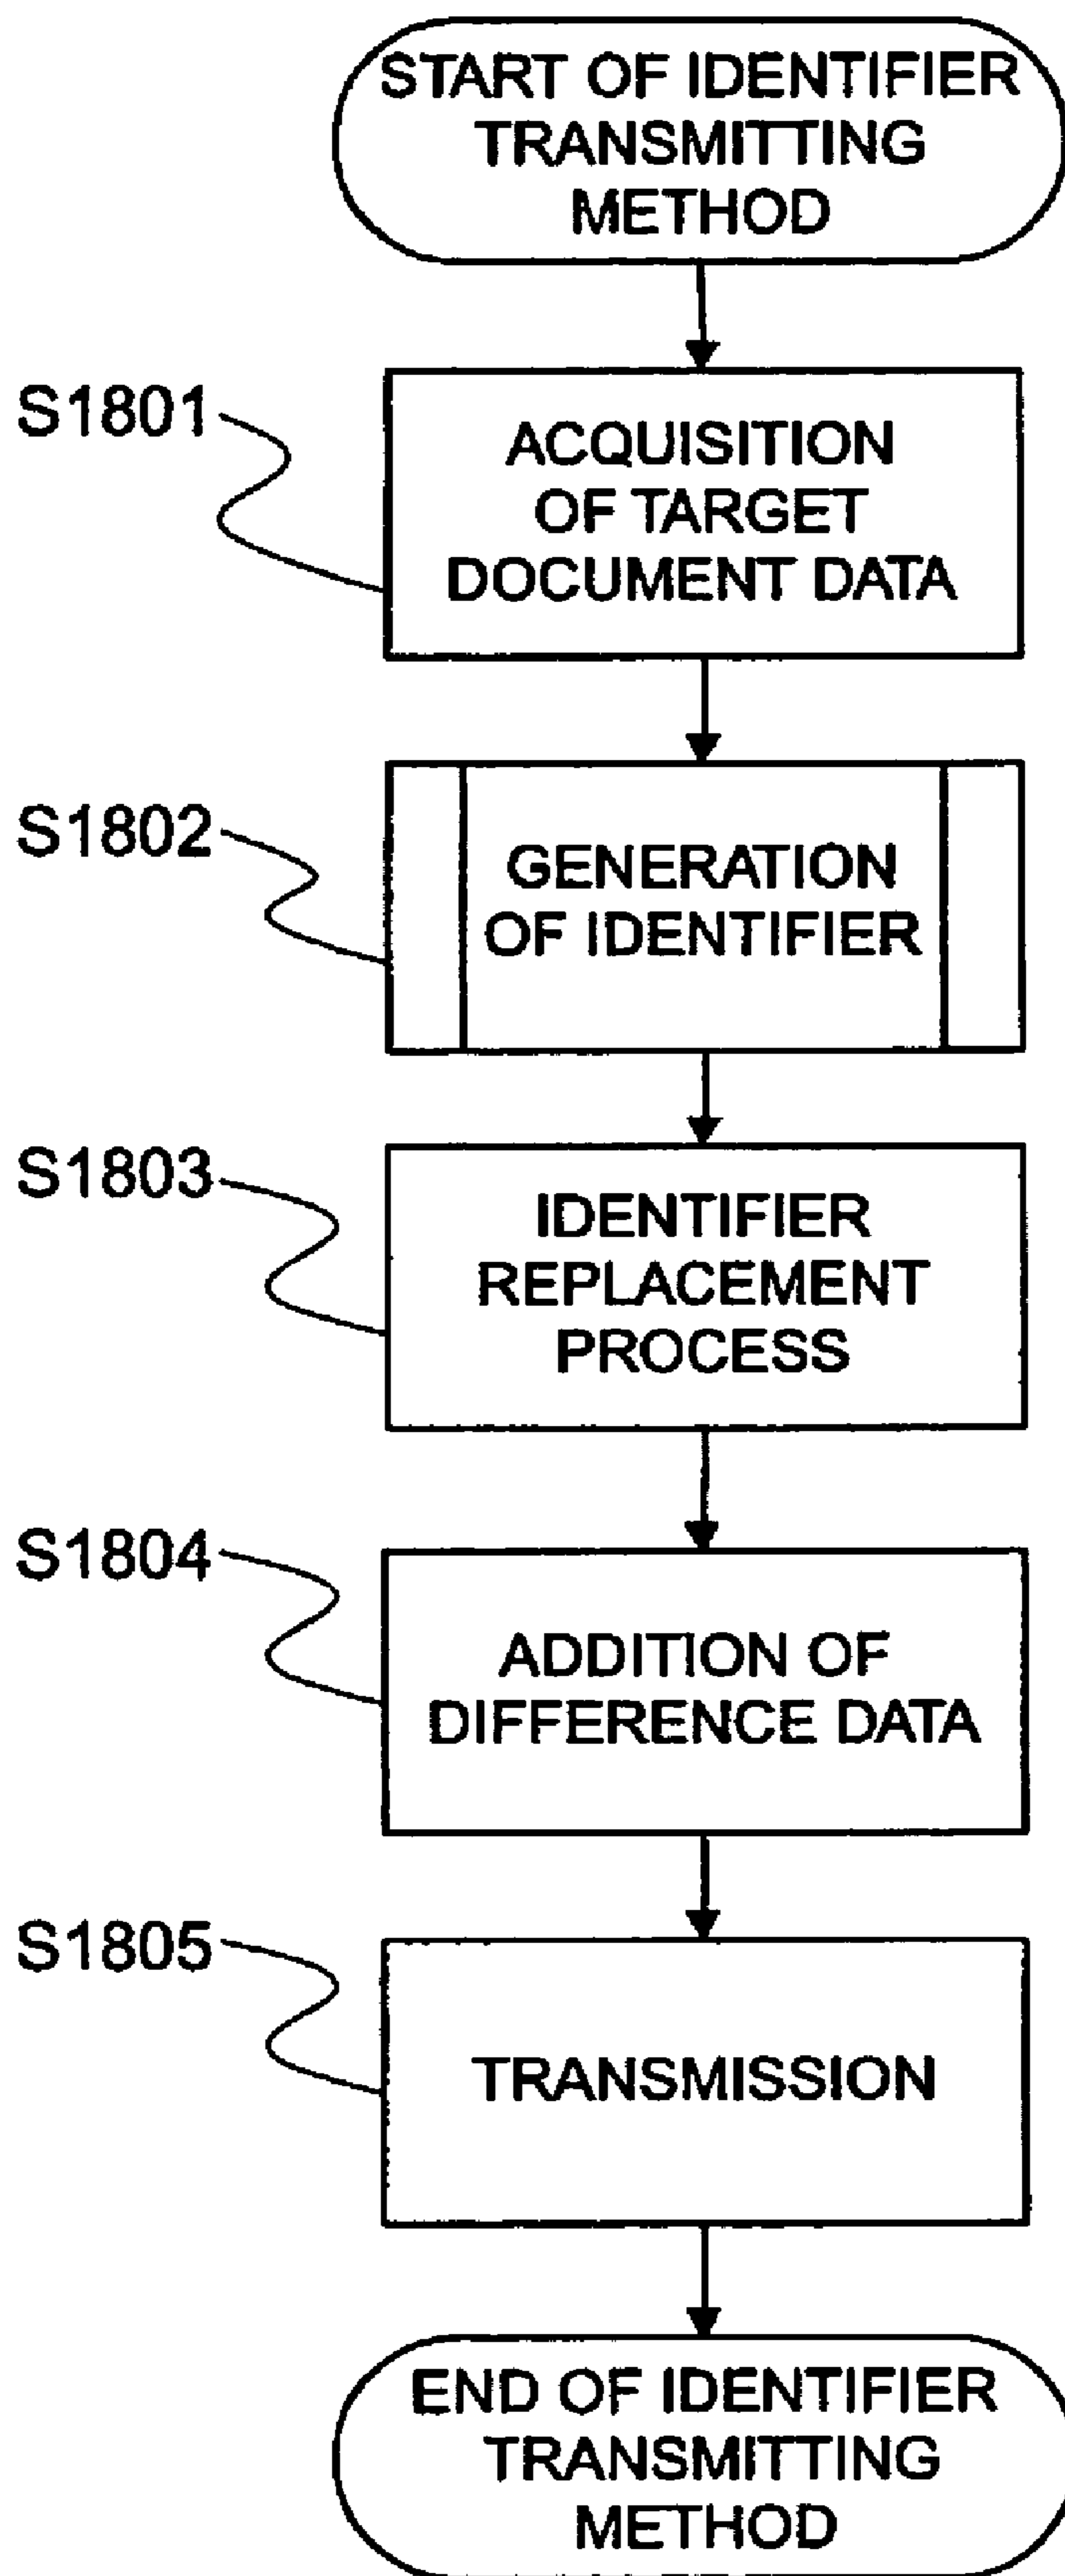 START OF IDENTIFIER
TRANSMITTING
METHOD
S1801
ACQUISITION
OF TARGET
DOCUMENT DATA
S1802
GENERATION
OF IDENTIFIER
S1803
IDENTIFIER
REPLACEMENT
PROCESS
S1804
ADDITION OF
DIFFERENCE DATA
S1805
TRANSMISSION
END OF IDENTIFIER
TRANSMITTING
METHOD